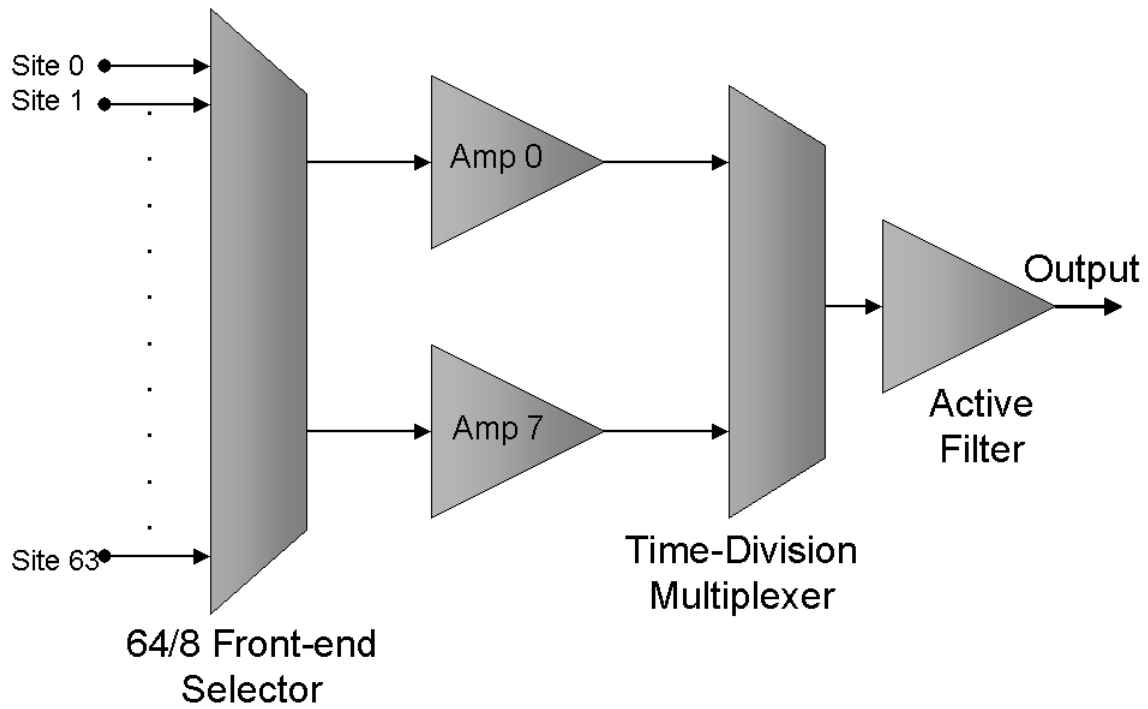 Site 0
Site 1
Site 63
64/8 Front-end
Selector
Amp 0
Amp 7
Time-Division
Multiplexer
Output
Active
Filter